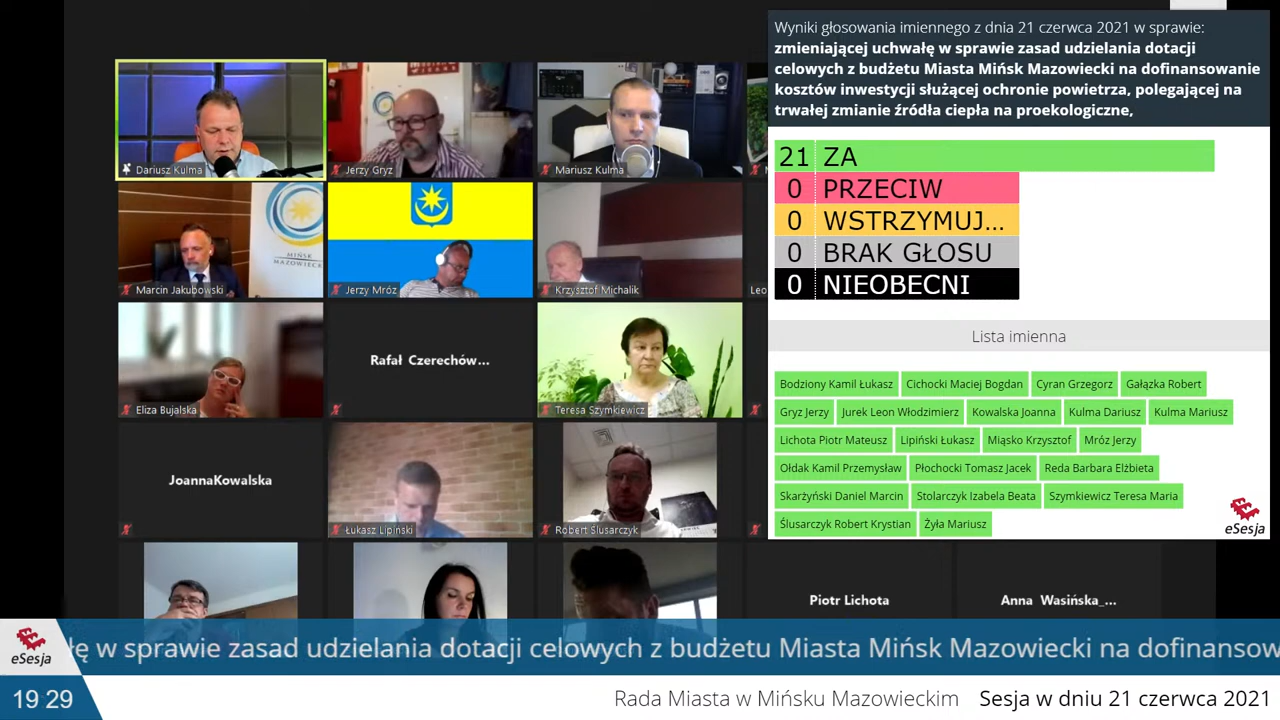 Wyniki głosowania imiennego z dnia 21 czerwca 2021 w sprawie:
zmieniającej uchwałę w sprawie zasad udzielania dotacji
celowych z budżetu Miasta Mińsk Mazowiecki na dofinansowanie
kosztów inwestycji służącej ochronie powietrza, polegającej na
trwałej zmianie źródła ciepła na proekologiczne,
21 ZA
0 PRZECIW
0 WSTRZYMUJ...
0 BRAK GŁOSU
0 NIEOBECNI
Lista imienna
Bodziony Kamil Łukasz Cichocki Maciej Bogdan Cyran Grzegorz Gałązka Robert
Gryz Jerzy Jurek Leon Włodzimierz Kowalska Joanna Kulma Dariusz Kulma Mariusz
Lichota Piotr Mateusz Lipiński Łukasz Miąsko Krzysztof Mróz Jerzy
Ołdak Kamil Przemysław Płochocki Tomasz Jacek Reda Barbara Elżbieta
Skarżyński Daniel Marcin Stolarczyk Izabela Beata Szymkiewicz Teresa Maria
Ślusarczyk Robert Krystian Żyła Mariusz
eSesja
Dariusz Kulma Jerzy Gryz Mariusz Kulma
MIŃSK
MAZOWIECKI
Marcin Jakubowski Jerzy Mróz Krzysztof Michalik Leo
Rafał Czerechów...
Eliza Bujalska Teresa Szymkiewicz
JoannaKowalska
Łukasz Lipiński Robert Ślusarczyk
Piotr Lichota Anna Wasińska_...
eSesja
łę w sprawie zasad udzielania dotacji celowych z budżetu Miasta Mińsk Mazowiecki na dofinansow
19:29
Rada Miasta w Mińsku Mazowieckim Sesja w dniu 21 czerwca 2021